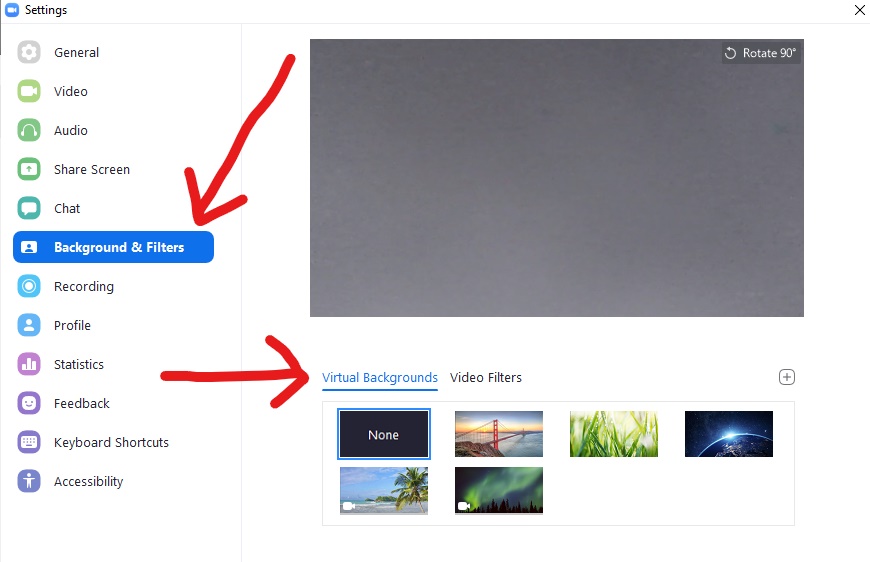 Settings
General
Video
Audio
Share Screen
Chat
Background & Filters
Recording
Profile
Statistics
Feedback
Keyboard Shortcuts
Accessibility
Rotate 90°
Virtual Backgrounds
Video Filters
None